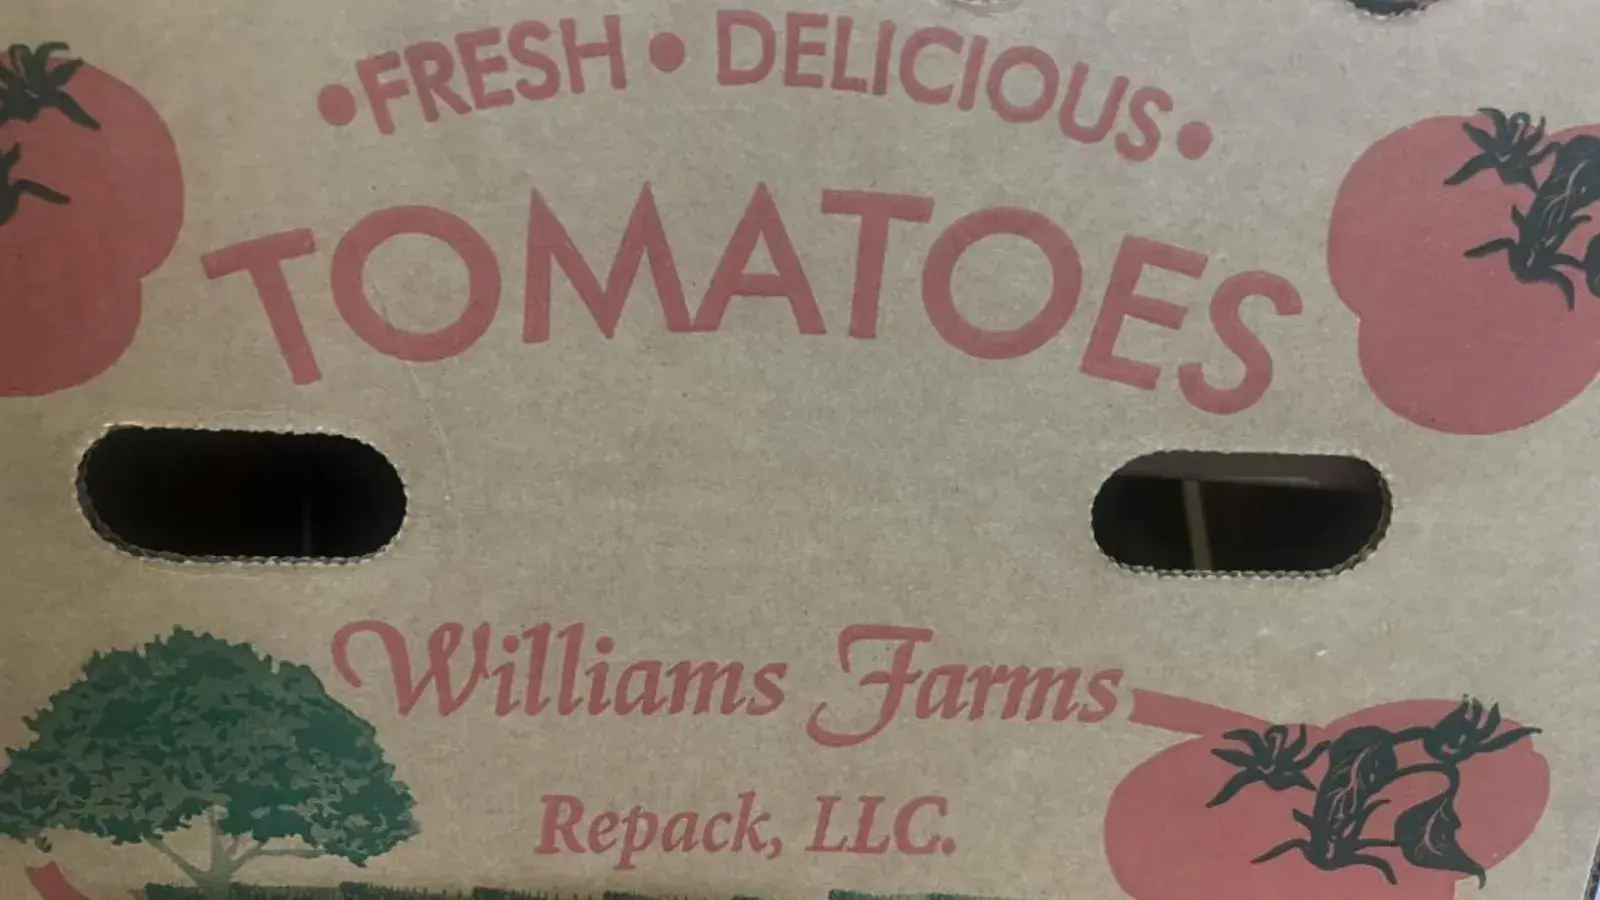 •FRESH•DELICIOUS•
TOMATOES
Williams Farms
Repack, LLC.